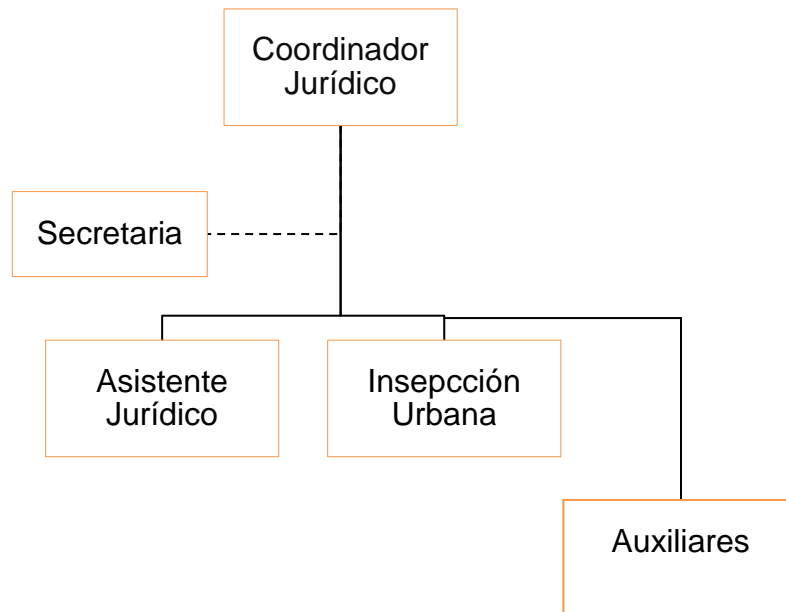 Coordinador
Jurídico
Secretaria
Asistente
Jurídico
Insepcción
Urbana
Auxiliares